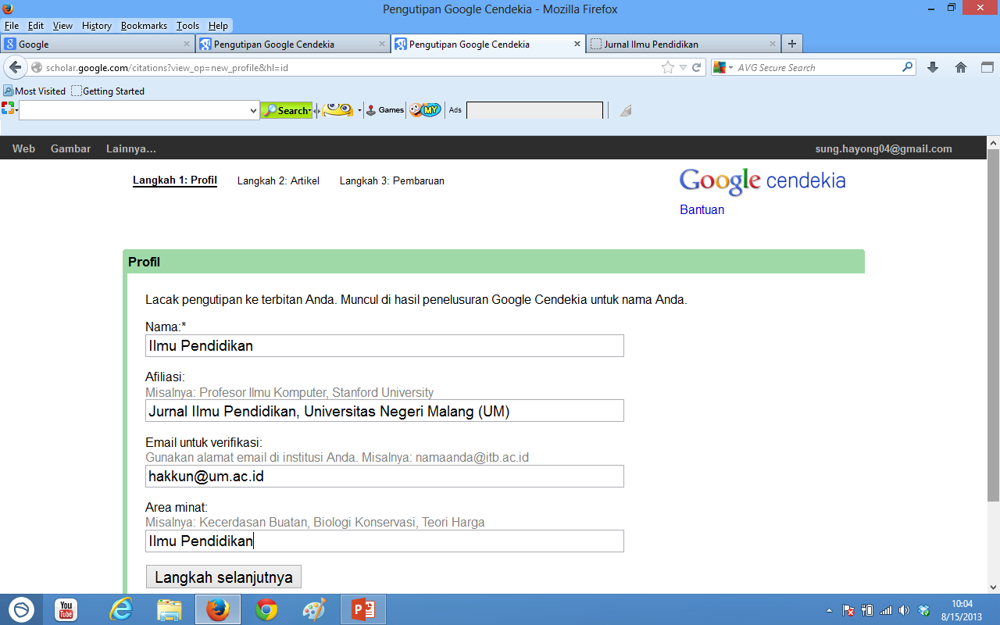 Pengutipan Google Cendekia - Mozilla Firefox
File Edit View History Bookmarks Tools Help
Google Pengutipan Google Cendekia Pengutipan Google Cendekia Jurnal Ilmu Pendidikan
scholar.google.com/citations?view_op=new_profile&hl=id AVG Secure Search
Most Visited Getting Started
Search Games MY Ads
Web Gambar Lainnya... sung.hayong04@gmail.com
Langkah 1: Profil Langkah 2: Artikel Langkah 3: Pembaruan Google cendekia
Bantuan
Profil
Lacak pengutipan ke terbitan Anda. Muncul di hasil penelusuran Google Cendekia untuk nama Anda.
Nama:*
Ilmu Pendidikan
Afiliasi:
Misalnya: Profesor Ilmu Komputer, Stanford University
Jurnal Ilmu Pendidikan, Universitas Negeri Malang (UM)
Email untuk verifikasi:
Gunakan alamat email di institusi Anda. Misalnya: namaanda@itb.ac.id
hakkun@um.ac.id
Area minat:
Misalnya: Kecerdasan Buatan, Biologi Konservasi, Teori Harga
Ilmu Pendidikan
Langkah selanjutnya
You Tube
10:04
8/15/2013